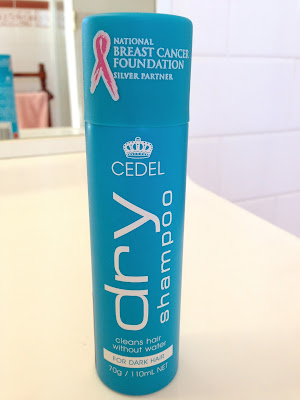 NATIONAL
BREAST CANCER
FOUNDATION
SILVER PARTNER
CEDEL
dry
shampoo
cleans hair
without water
FOR DARK HAIR
70g / 110mL NET